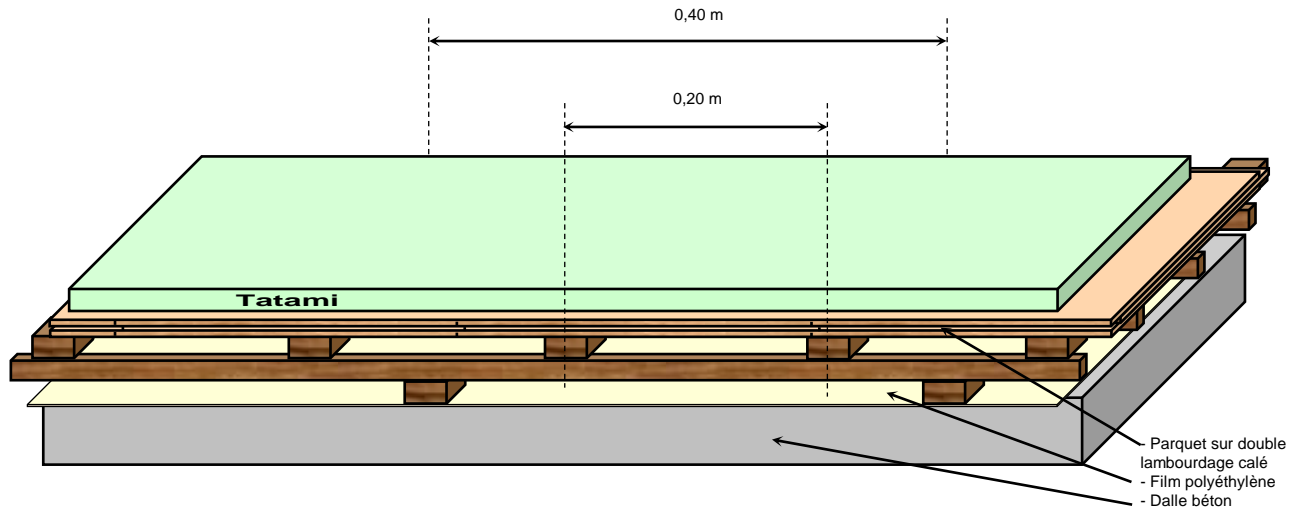 0,40 m
0,20 m
Tatami
- Parquet sur double
lambourdage calé
- Film polyéthylène
- Dalle béton